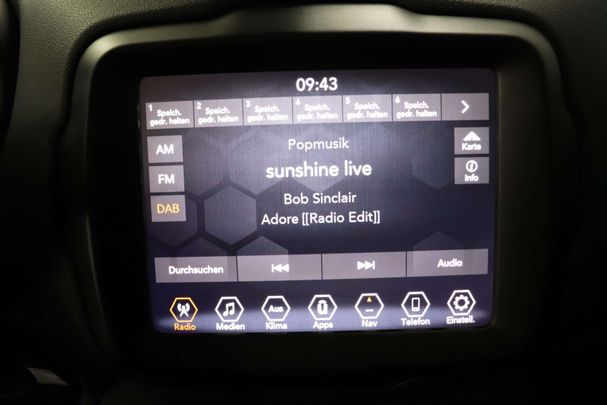 09:43
1 Speich. gedr. halten
2 Speich. gedr. halten
3 Speich. gedr. halten
4 Speich. gedr. halten
5 Speich. gedr. halten
6 Speich. gedr. halten
AM
Popmusik
Karte
sunshine live
FM
Info
Bob Sinclair
DAB
Adore [[Radio Edit]]
Durchsuchen
Audio
Radio
Medien
Aus
Klima
Apps
Nav
Telefon
Einstell.